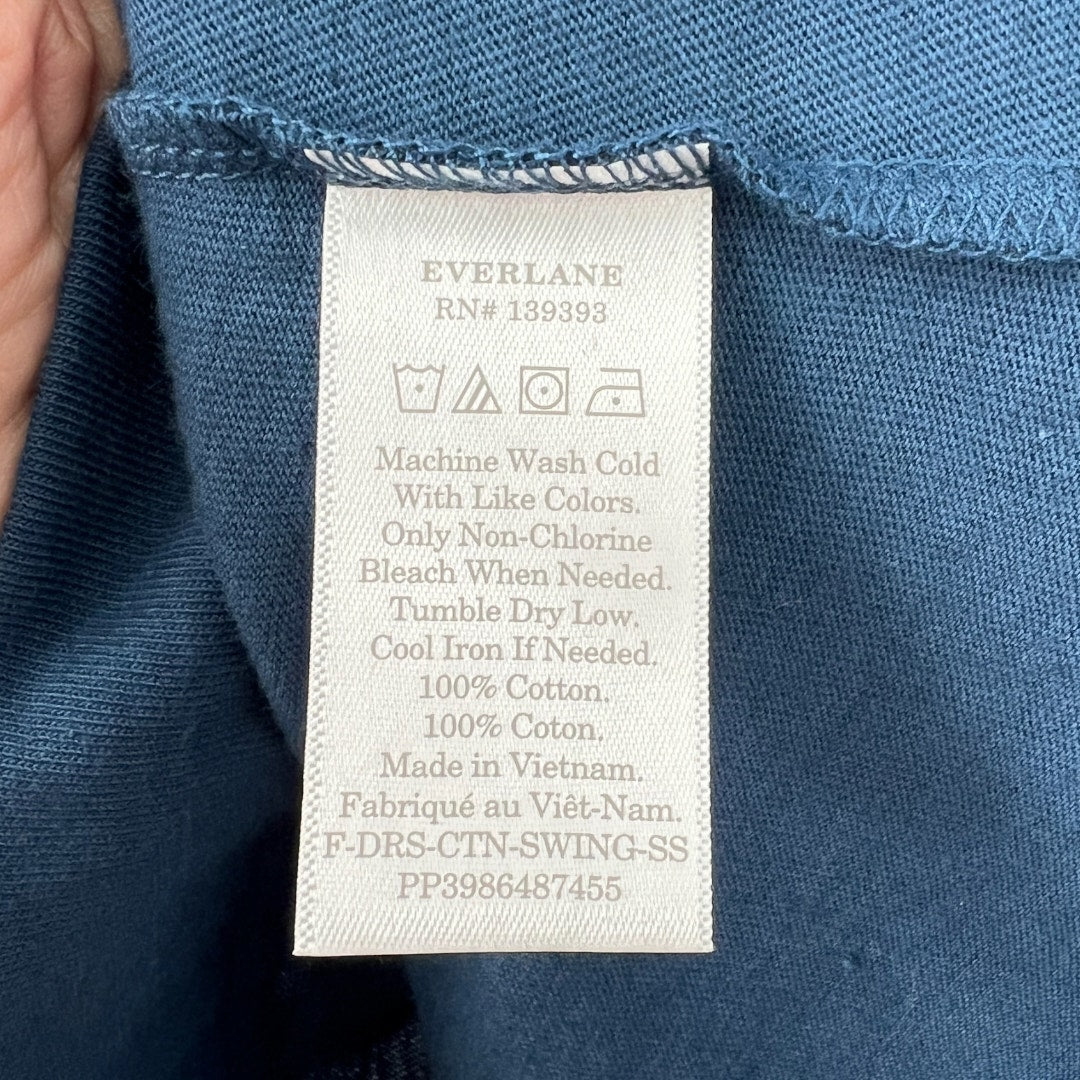 EVERLANE
RN# 139393
Machine Wash Cold
With Like Colors.
Only Non-Chlorine
Bleach When Needed.
Tumble Dry Low.
Cool Iron If Needed.
100% Cotton.
100% Coton.
Made in Vietnam.
Fabriqué au Viêt-Nam.
F-DRS-CTN-SWING-SS
PP3986487455